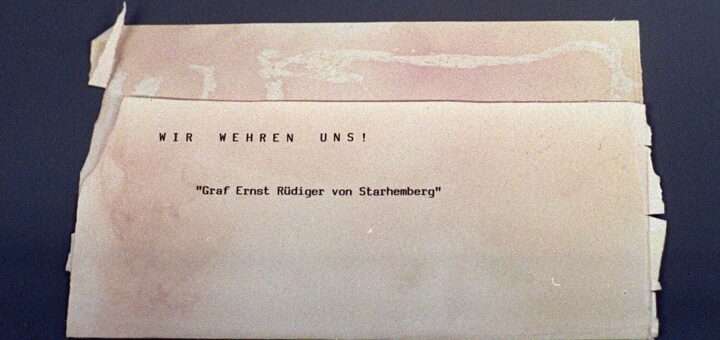 WIR WEHREN UNS!
"Graf Ernst Rüdiger von Starhemberg"